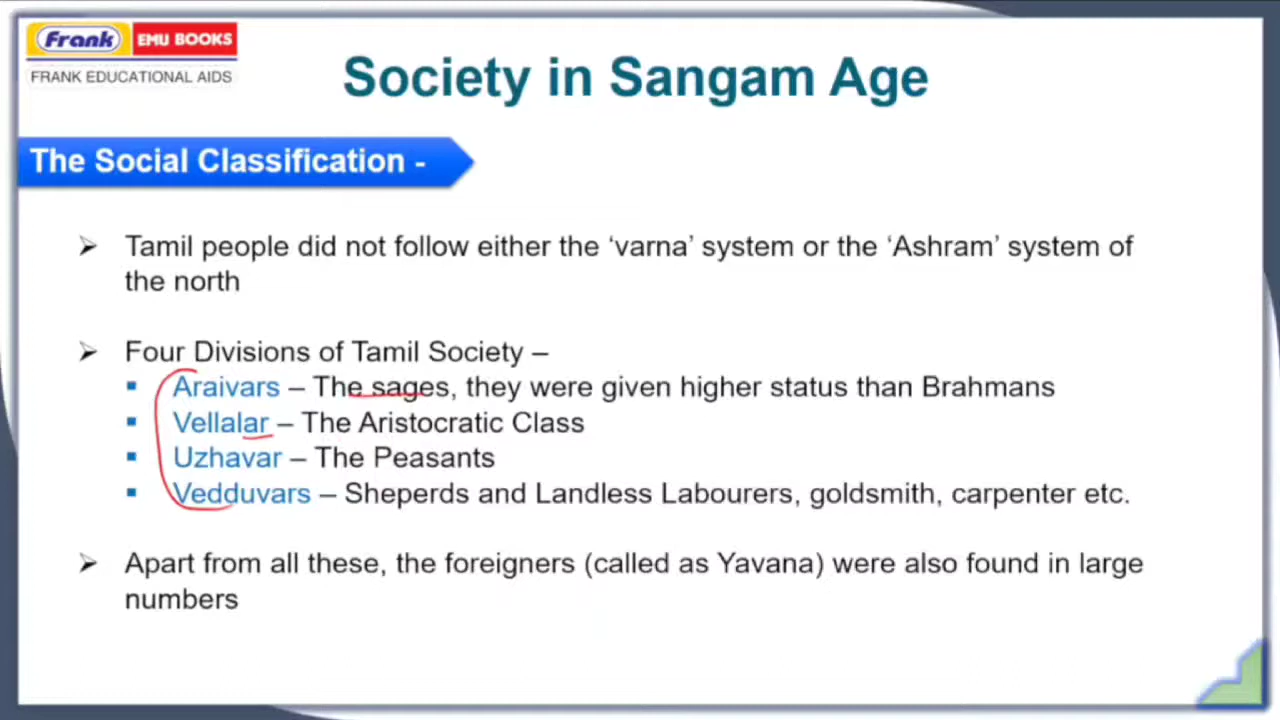 Frank EMU BOOKS
FRANK EDUCATIONAL AIDS
Society in Sangam Age
The Social Classification -
Tamil people did not follow either the ‘varna’ system or the ‘Ashram’ system of
the north
Four Divisions of Tamil Society –
Araivars – The sages, they were given higher status than Brahmans
Vellalar – The Aristocratic Class
Uzhavar – The Peasants
Vedduvars – Sheperds and Landless Labourers, goldsmith, carpenter etc.
Apart from all these, the foreigners (called as Yavana) were also found in large
numbers